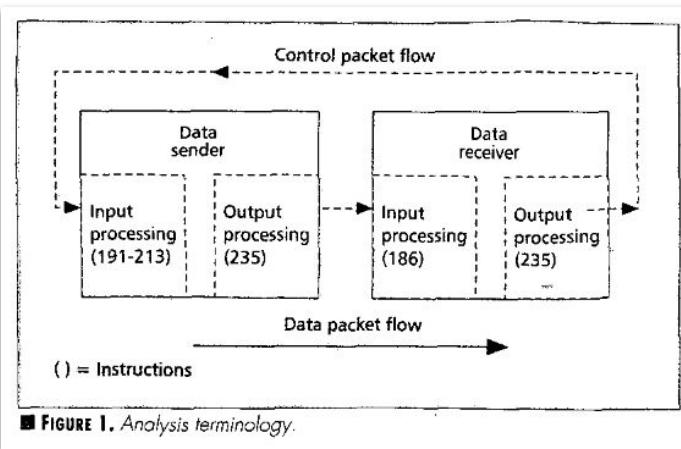 Control packet flow
Data
sender
Data
receiver
Input
processing
(191-213)
Output
processing
(235)
Input
processing
(186)
Output
processing
(235)
Data packet flow
( ) = Instructions
■ FIGURE 1. Analysis terminology.